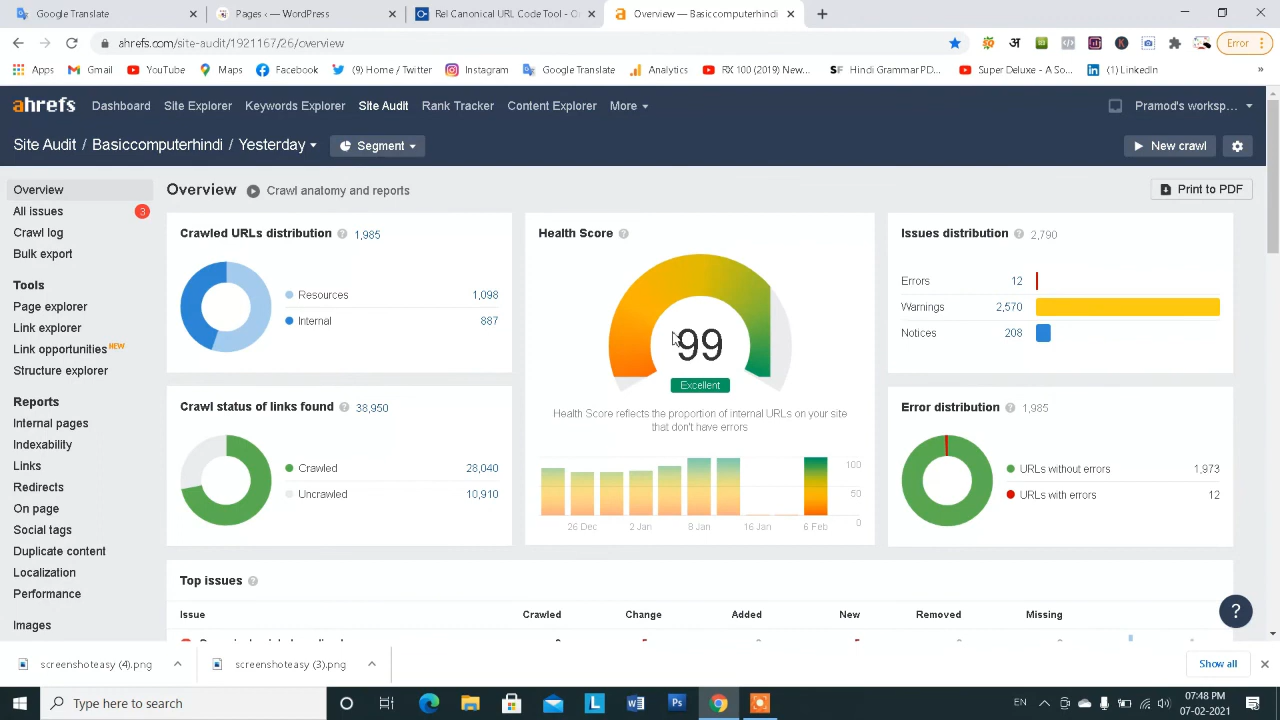 Google Translate
Pages ‹ — WordPress
Rel Canonical URL Code Tool - O
Overview — Basiccomputerhindi
ahrefs.com/site-audit/1921167/26/overview
Error
Apps
Gmail
YouTube
Maps
Facebook
(9) Home / Twitter
Instagram
Google Translate
Analytics
RX 100 (2019) New...
Hindi Grammar PD...
Super Deluxe - A So...
(1) LinkedIn
ahrefs
Dashboard
Site Explorer
Keywords Explorer
Site Audit
Rank Tracker
Content Explorer
More
Pramod's worksp...
Site Audit / Basiccomputerhindi / Yesterday
Segment
New crawl
Overview
All issues 3
Crawl log
Bulk export
Tools
Page explorer
Link explorer
Link opportunities NEW
Structure explorer
Reports
Internal pages
Indexability
Links
Redirects
On page
Social tags
Duplicate content
Localization
Performance
Images
Overview
Crawl anatomy and reports
Print to PDF
Crawled URLs distribution ? 1,985
Resources 1,098
Internal 887
Crawl status of links found ? 38,950
Crawled 28,040
Uncrawled 10,910
Health Score ?
99
Excellent
Health Score reflects the proportion of internal URLs on your site
that don't have errors
100
50
0
26 Dec 2 Jan 8 Jan 16 Jan 6 Feb
Issues distribution ? 2,790
Errors 12
Warnings 2,570
Notices 208
Error distribution ? 1,985
URLs without errors 1,973
URLs with errors 12
Top issues ?
Issue Crawled Change Added New Removed Missing
?
screenshoteasy (4).png
screenshoteasy (3).png
Show all
Type here to search
EN
07:48 PM
07-02-2021